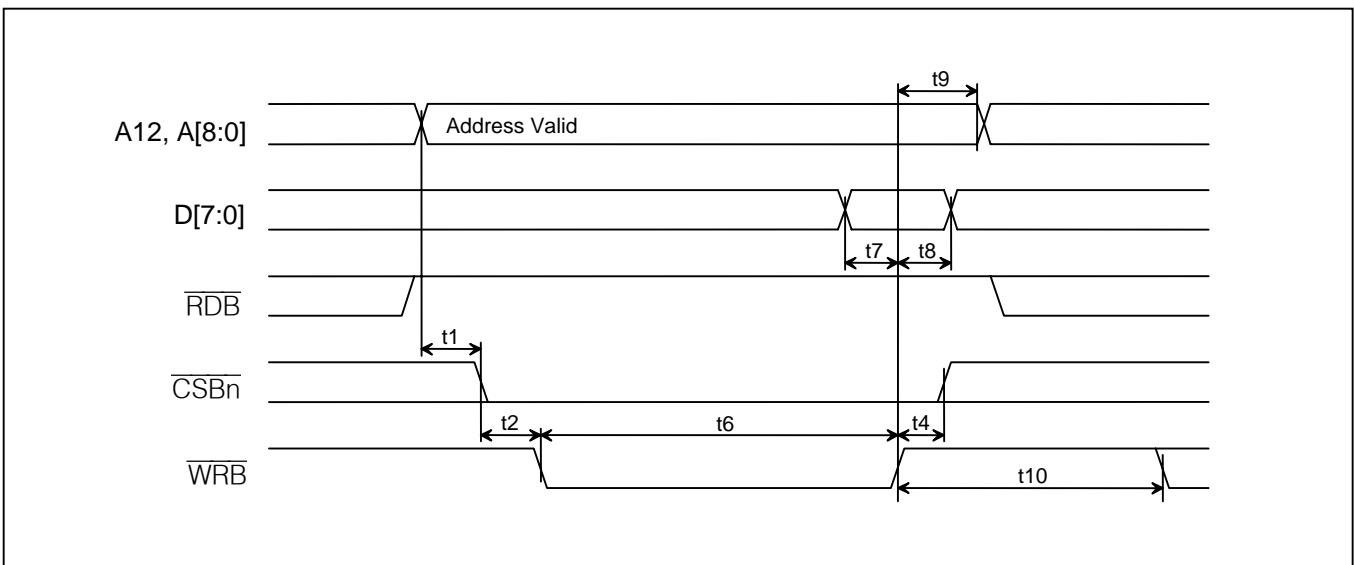 t9
A12, A[8:0]
Address Valid
D[7:0]
t7
t8
RDB
t1
CSBn
t2
t6
t4
WRB
t10